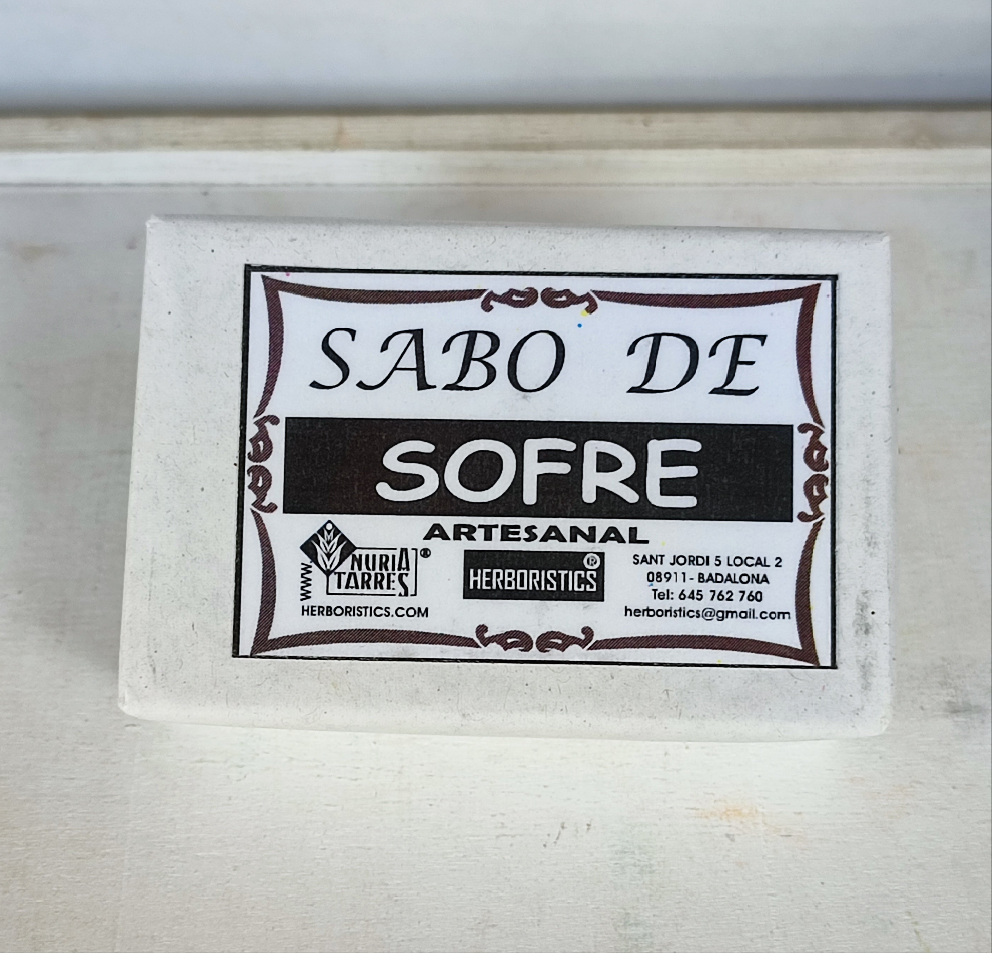 SABO DE
SOFRE
ARTESANAL
NURIA
TARRES
®
WWW
HERBORISTICS.COM
HERBORISTICS
®
SANT JORDI 5 LOCAL 2
08911 - BADALONA
Tel: 645 762 760
herboristics@gmail.com